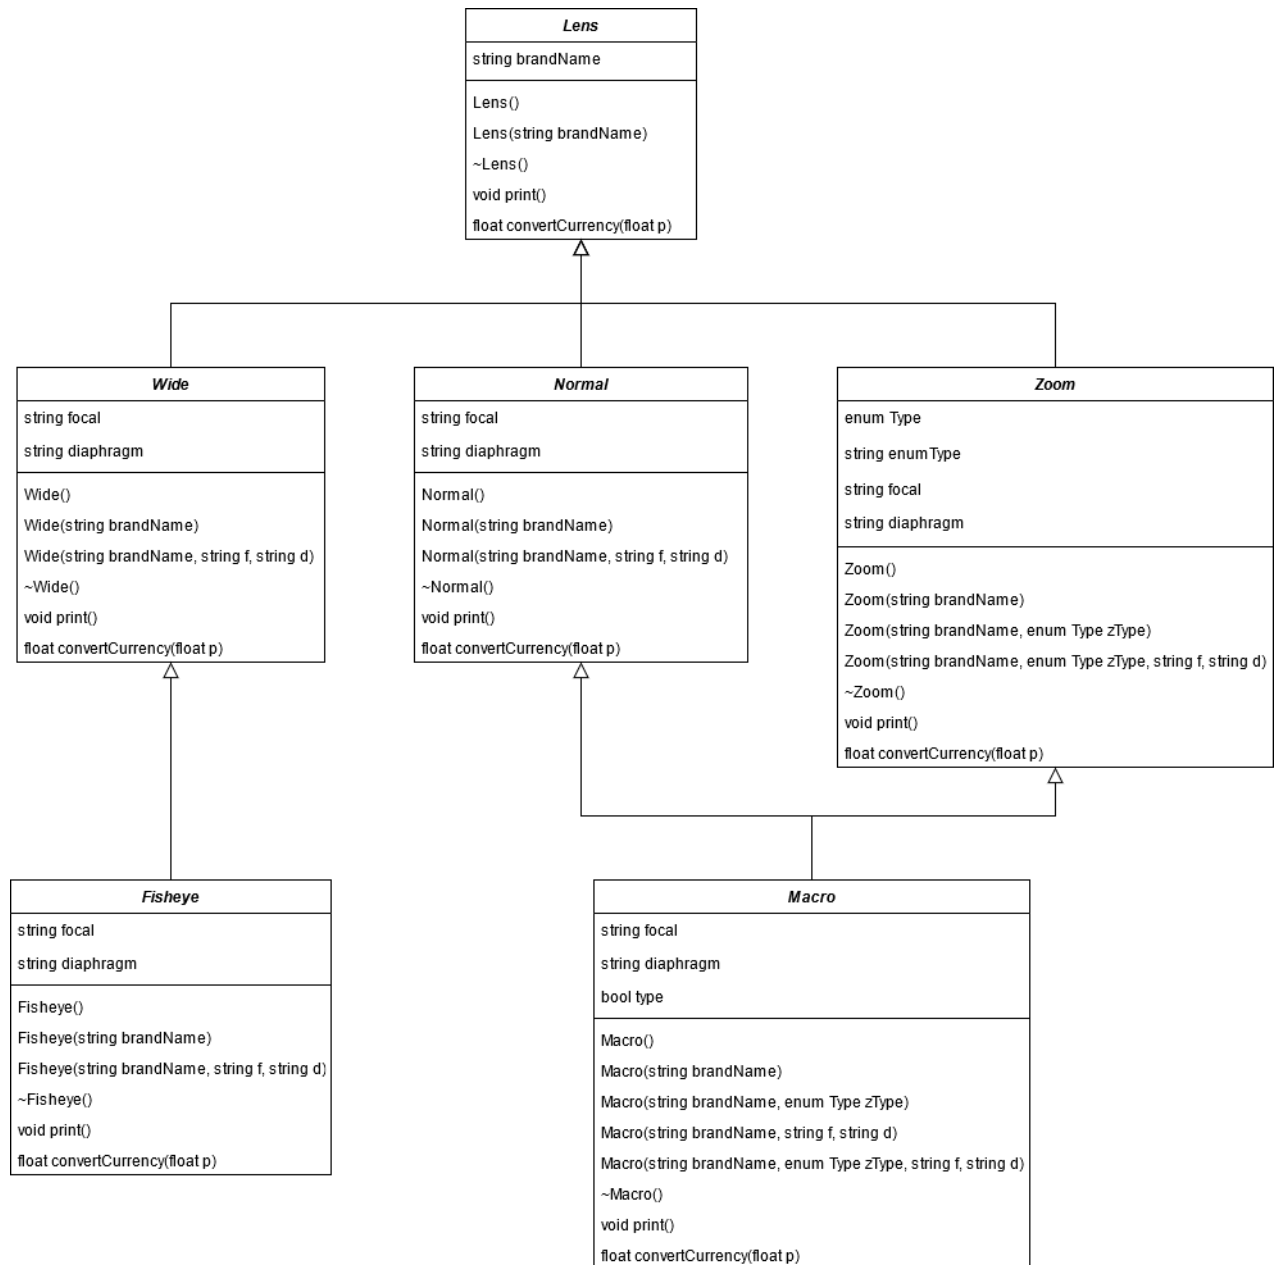 Lens
string brandName
Lens()
Lens(string brandName)
~Lens()
void print()
float convertCurrency(float p)
Wide
string focal
string diaphragm
Wide()
Wide(string brandName)
Wide(string brandName, string f, string d)
~Wide()
void print()
float convertCurrency(float p)
Normal
string focal
string diaphragm
Normal()
Normal(string brandName)
Normal(string brandName, string f, string d)
~Normal()
void print()
float convertCurrency(float p)
Zoom
enum Type
string enumType
string focal
string diaphragm
Zoom()
Zoom(string brandName)
Zoom(string brandName, enum Type zType)
Zoom(string brandName, enum Type zType, string f, string d)
~Zoom()
void print()
float convertCurrency(float p)
Fisheye
string focal
string diaphragm
Fisheye()
Fisheye(string brandName)
Fisheye(string brandName, string f, string d)
~Fisheye()
void print()
float convertCurrency(float p)
Macro
string focal
string diaphragm
bool type
Macro()
Macro(string brandName)
Macro(string brandName, enum Type zType)
Macro(string brandName, string f, string d)
Macro(string brandName, enum Type zType, string f, string d)
~Macro()
void print()
float convertCurrency(float p)